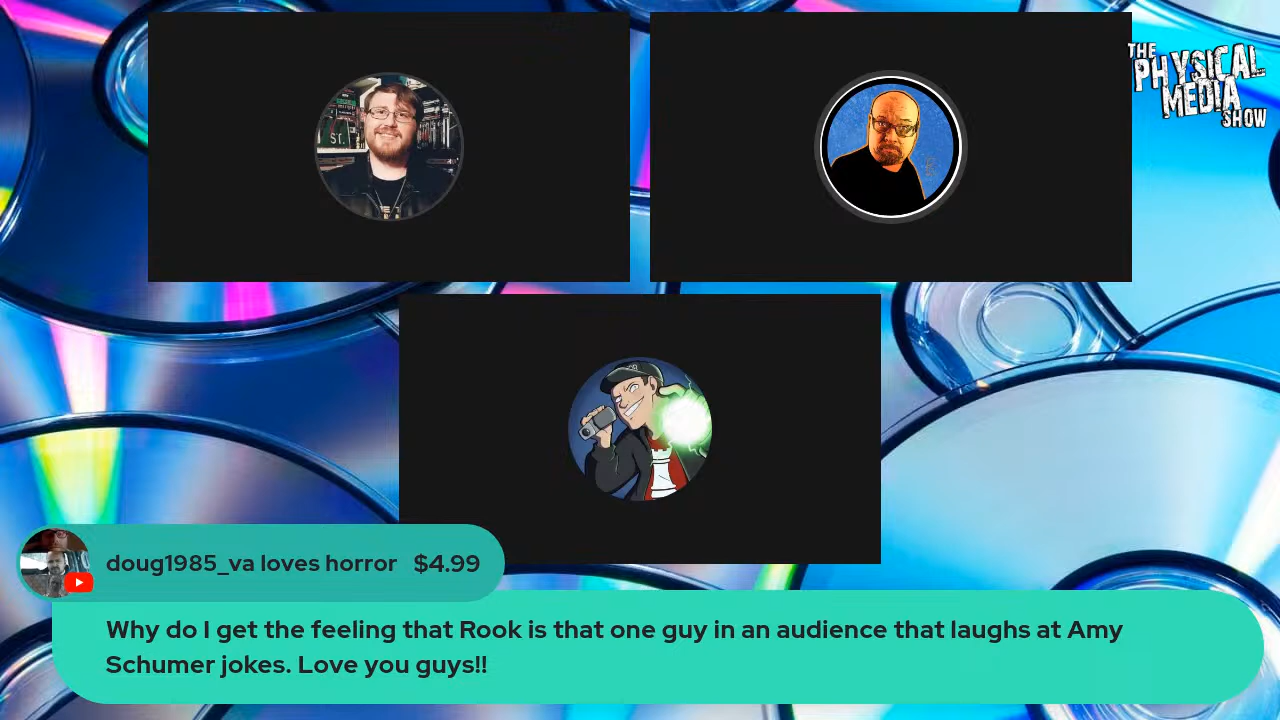 THE
PHYSICAL
MEDIA
SHOW
ST.
doug1985_va loves horror $4.99
Why do I get the feeling that Rook is that one guy in an audience that laughs at Amy
Schumer jokes. Love you guys!!